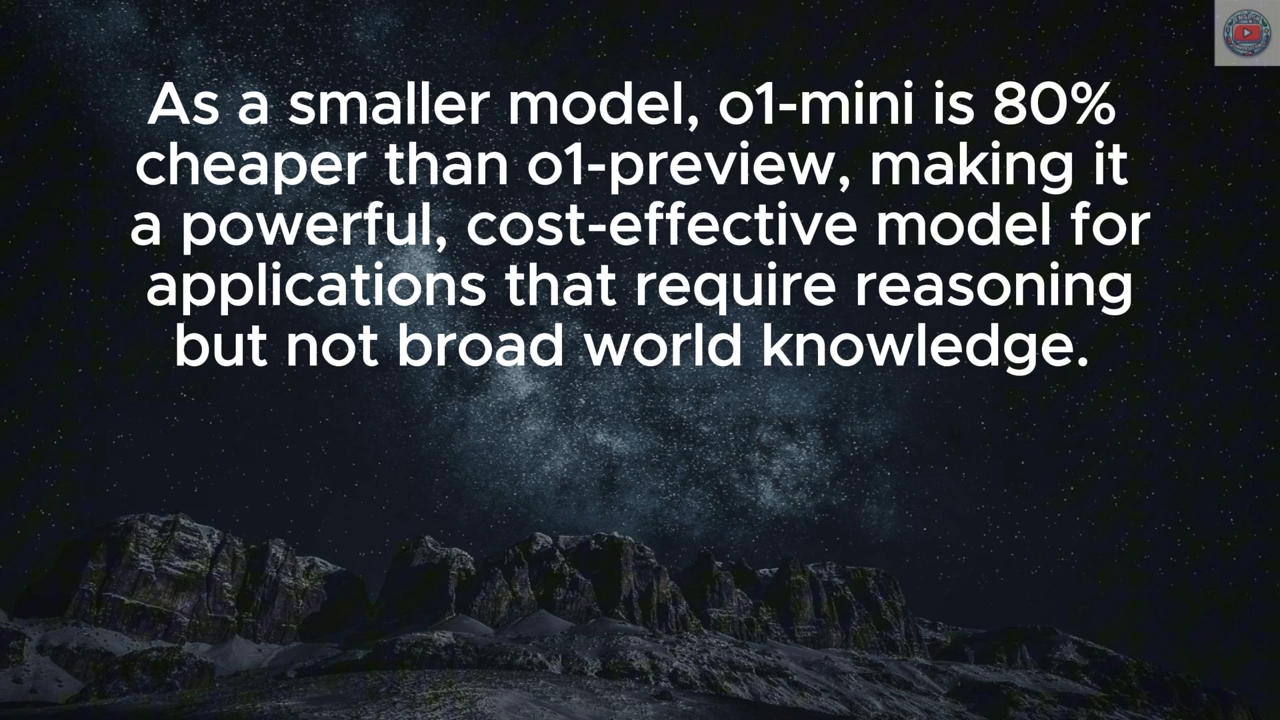 As a smaller model, o1-mini is 80%
cheaper than o1-preview, making it
a powerful, cost-effective model for
applications that require reasoning
but not broad world knowledge.